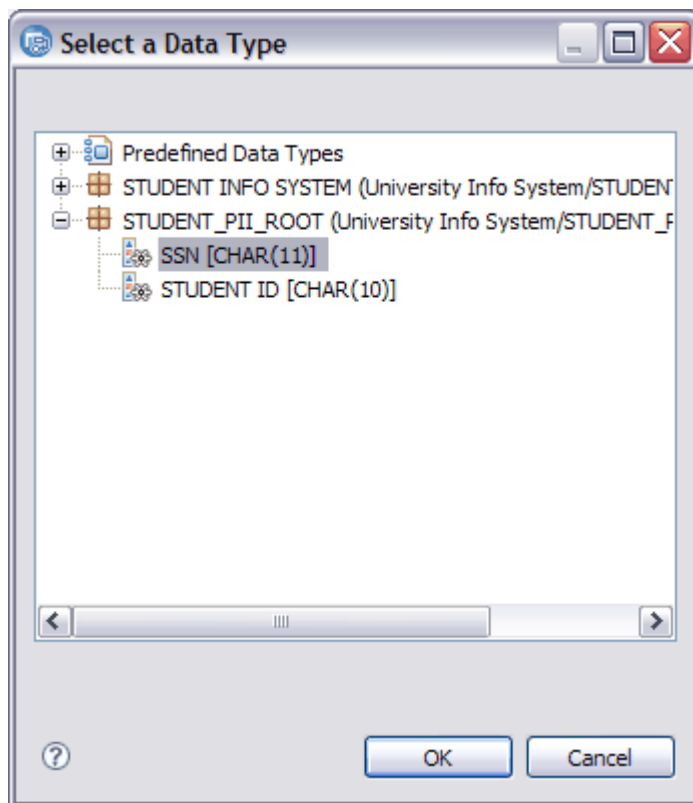 Select a Data Type
Predefined Data Types
STUDENT INFO SYSTEM (University Info System/STUDENT
STUDENT_PII_ROOT (University Info System/STUDENT_
SSN [CHAR(11)]
STUDENT ID [CHAR(10)]
?
OK Cancel